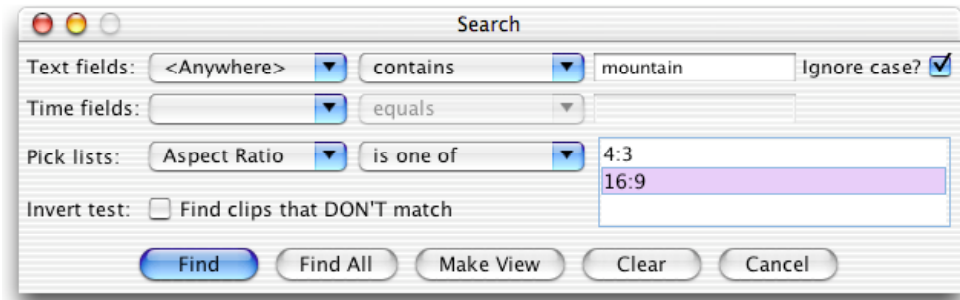 Search
Text fields: <Anywhere> contains mountain Ignore case?
Time fields: equals
Pick lists: Aspect Ratio is one of 4:3
16:9
Invert test: Find clips that DON'T match
Find Find All Make View Clear Cancel